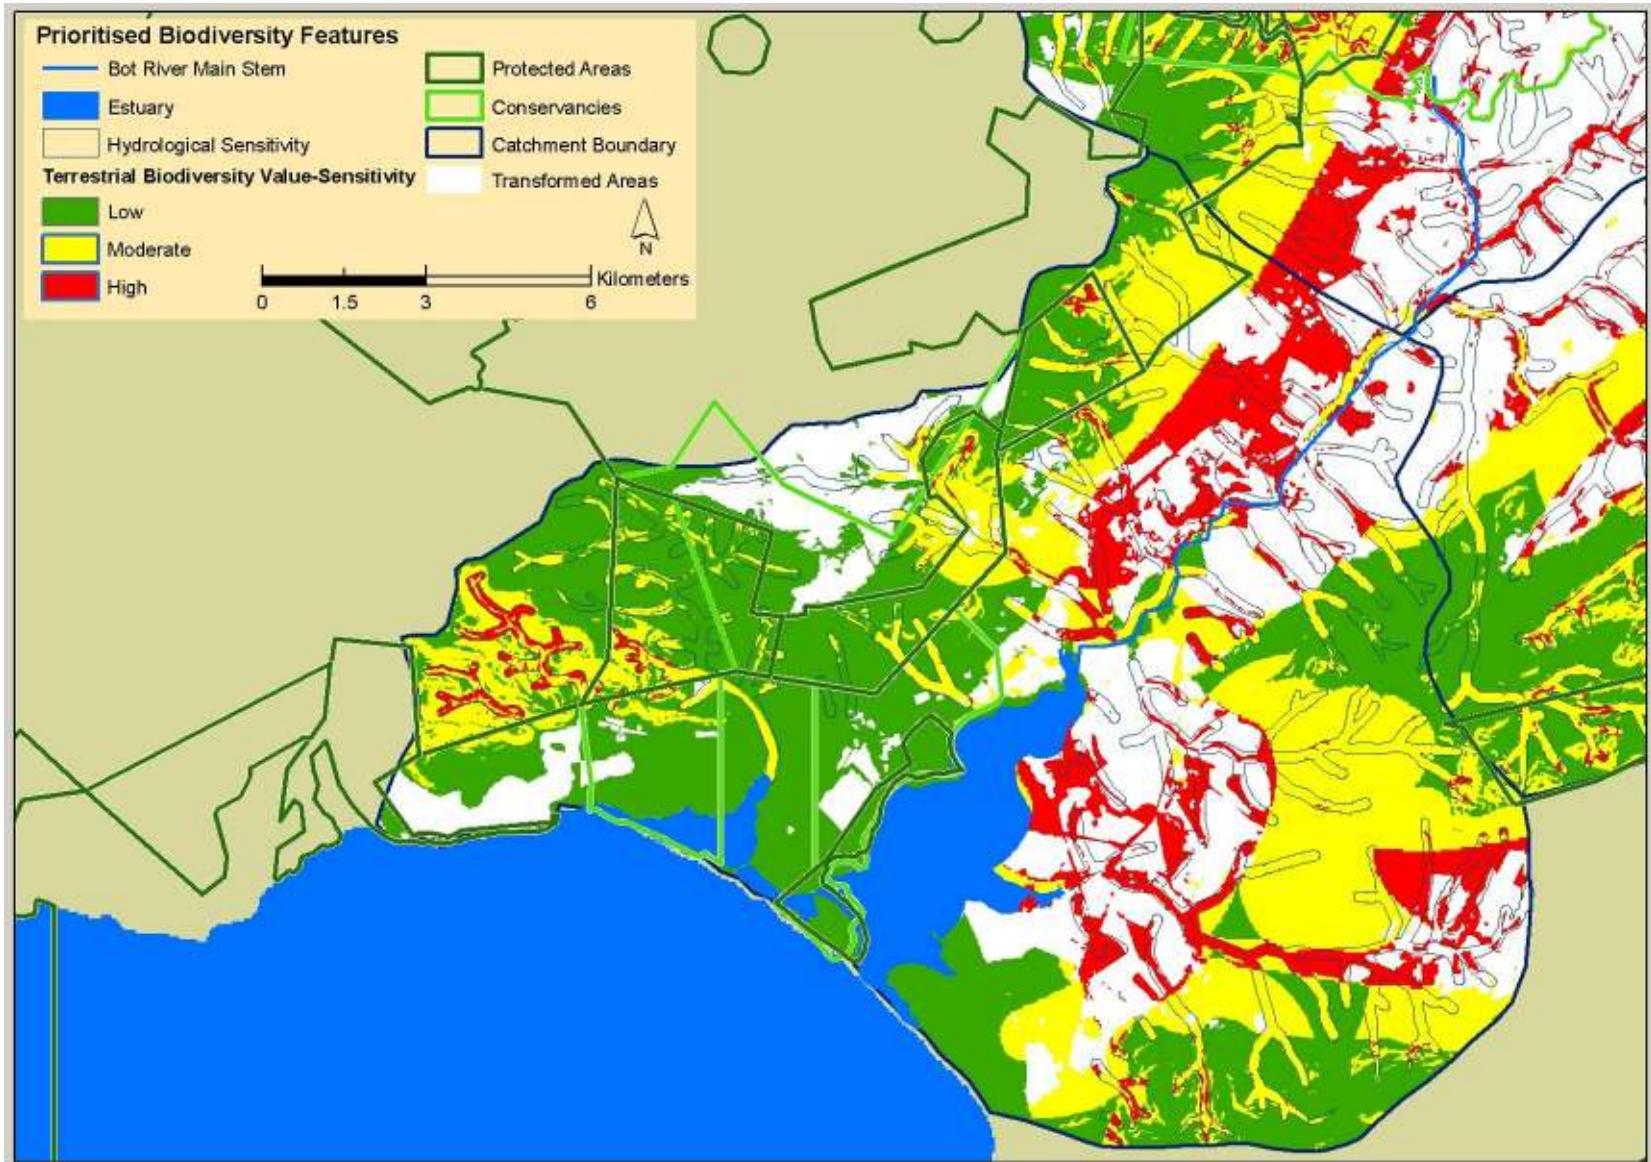 Prioritised Biodiversity Features
Bot River Main Stem
Estuary
Hydrological Sensitivity
Terrestrial Biodiversity Value-Sensitivity
Low
Moderate
High
Protected Areas
Conservancies
Catchment Boundary
Transformed Areas
N
Kilometers
0 1.5 3 6